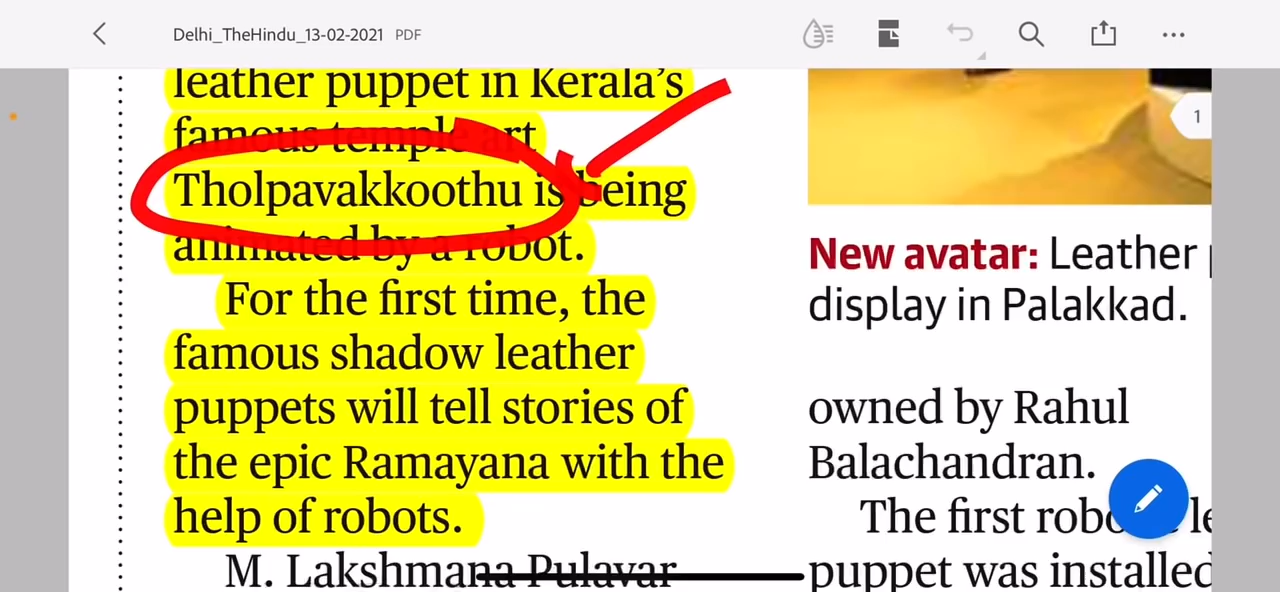 Delhi_TheHindu_13-02-2021 PDF
leather puppet in Kerala's
famous temple art
Tholpavakkoothu is being
animated by a robot.
For the first time, the
famous shadow leather
puppets will tell stories of
the epic Ramayana with the
help of robots.
M. Lakshmana Pulavar
1
New avatar: Leather
display in Palakkad.
owned by Rahul
Balachandran.
The first
puppet was installed